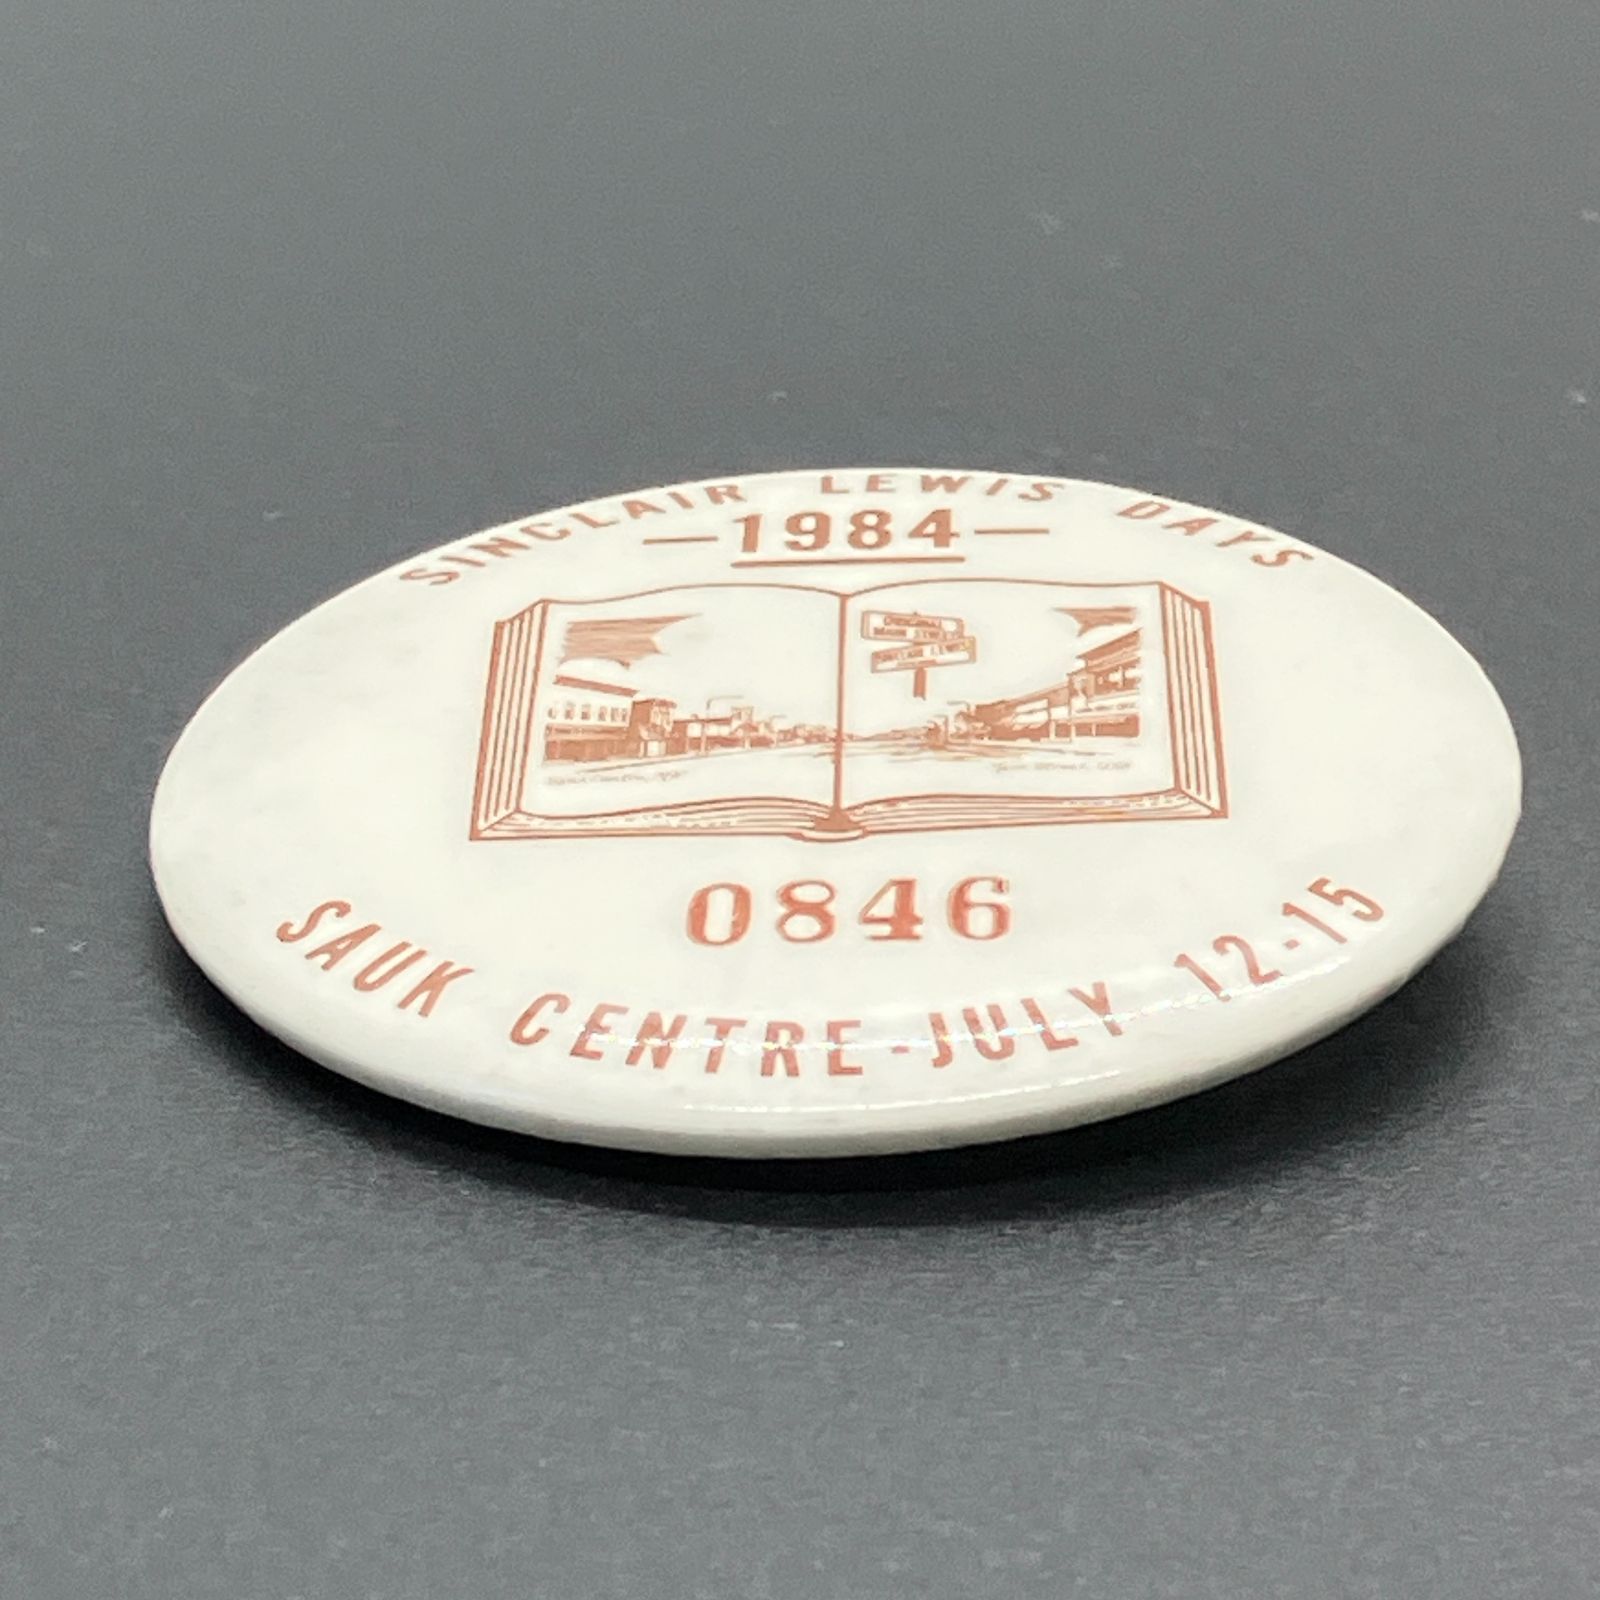 SINCLAIR LEWIS DAYS
—1984—
ORIGINAL
MAIN STREET
SINCLAIR LEWIS
0846
SAUK CENTRE-JULY 12-15